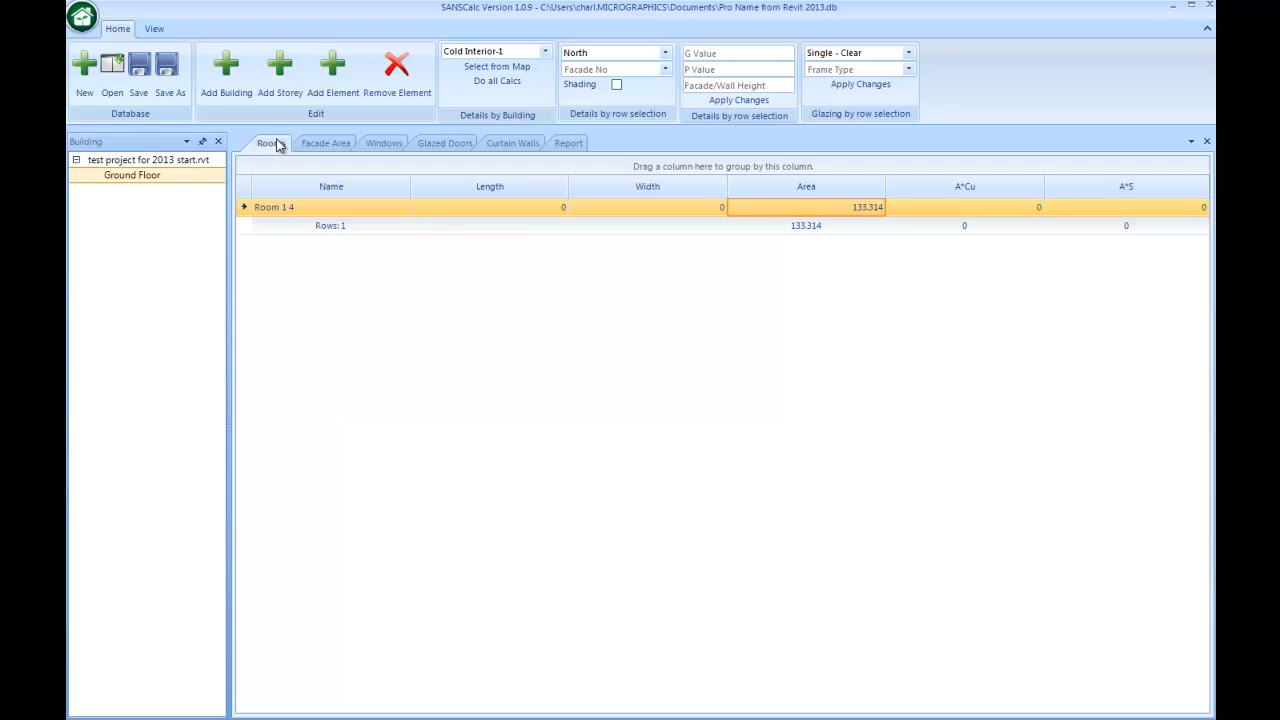 SANSCalc Version 1.0.9 - C:\Users\charl.MICROGRAPHICS\Documents\Pro Name from Revit 2013.db
Home View
New Open Save Save As
Database
Add Building Add Storey Add Element Remove Element
Edit
Cold Interior-1
Select from Map
Do all Calcs
Details by Building
North
Facade No
Shading
Details by row selection
G Value
P Value
Facade/Wall Height
Apply Changes
Details by row selection
Single - Clear
Frame Type
Apply Changes
Glazing by row selection
Building
test project for 2013 start.rvt
Ground Floor
Rooms Facade Area Windows Glazed Doors Curtain Walls Report
Drag a column here to group by this column.
Name Length Width Area A*Cu A*S
Room 1 4 0 0 133.314 0 0
Rows: 1 133.314 0 0